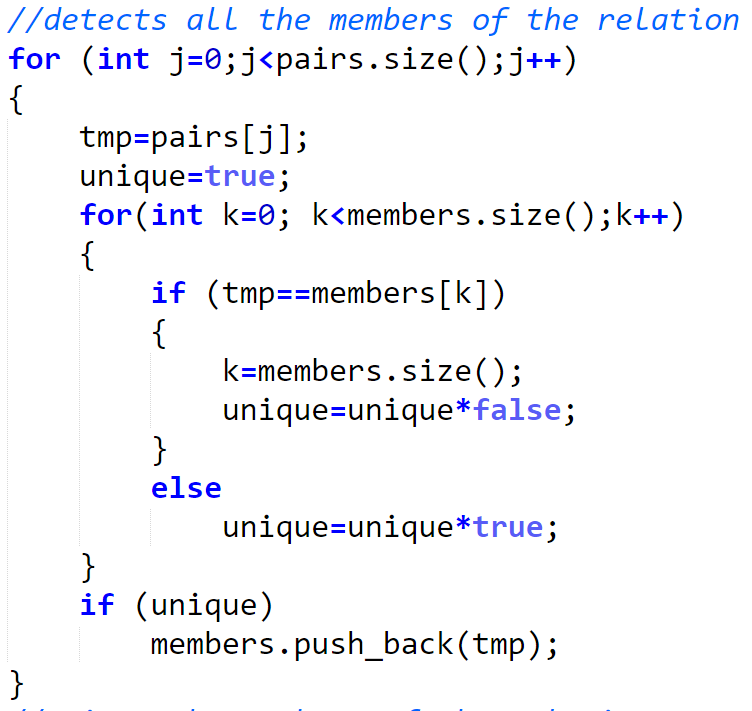 //detects all the members of the relation
for (int j=0;j<pairs.size();j++)
{
    tmp=pairs[j];
    unique=true;
    for(int k=0; k<members.size();k++)
    {
        if (tmp==members[k])
        {
            k=members.size();
            unique=unique*false;
        }
        else
            unique=unique*true;
    }
    if (unique)
        members.push_back(tmp);
}